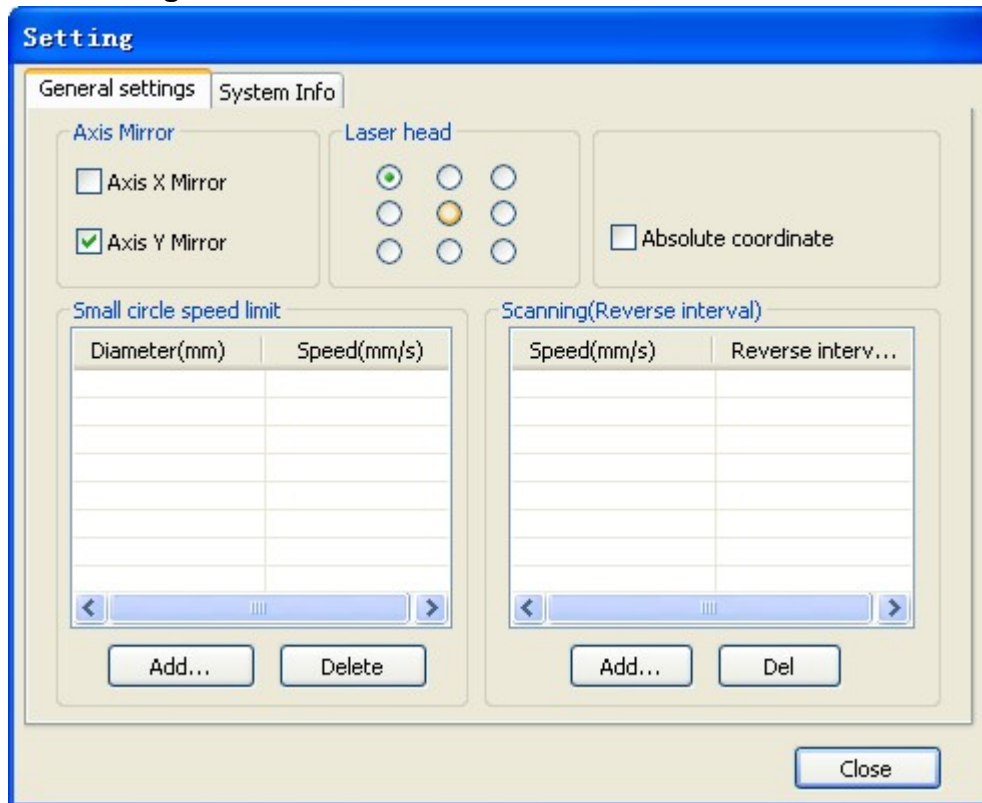 Setting
General settings System Info
Axis Mirror Laser head
Axis X Mirror
Axis Y Mirror Absolute coordinate
Small circle speed limit Scanning(Reverse interval)
Diameter(mm) Speed(mm/s) Speed(mm/s) Reverse interv...
Add... Delete Add... Del
Close